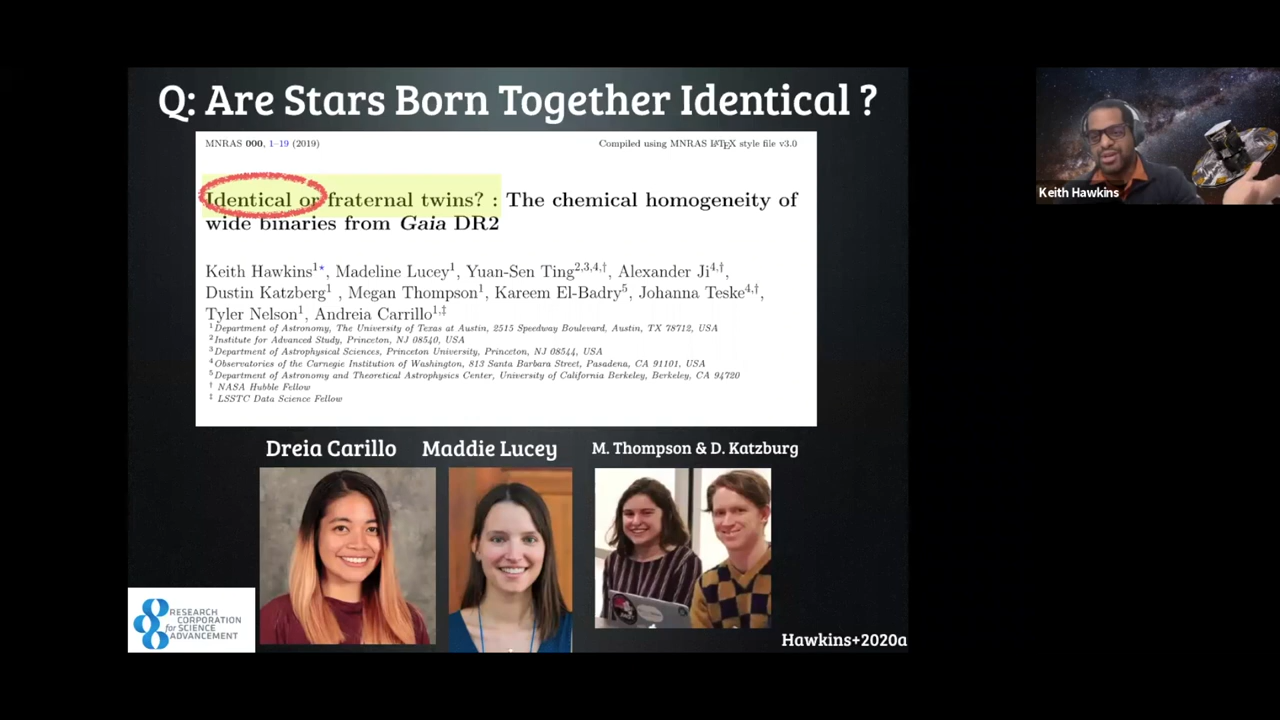 Q: Are Stars Born Together Identical ?
MNRAS 000, 1–19 (2019)
Compiled using MNRAS LATEX style file v3.0
Identical or fraternal twins? : The chemical homogeneity of
wide binaries from Gaia DR2
Keith Hawkins1⋆, Madeline Lucey1, Yuan-Sen Ting2,3,4,†, Alexander Ji4,†,
Dustin Katzberg1 , Megan Thompson1, Kareem El-Badry5, Johanna Teske4,†,
Tyler Nelson1, Andreia Carrillo1,‡
1Department of Astronomy, The University of Texas at Austin, 2515 Speedway Boulevard, Austin, TX 78712, USA
2Institute for Advanced Study, Princeton, NJ 08540, USA
3Department of Astrophysical Sciences, Princeton University, Princeton, NJ 08544, USA
4Observatories of the Carnegie Institution of Washington, 813 Santa Barbara Street, Pasadena, CA 91101, USA
5Department of Astronomy and Theoretical Astrophysics Center, University of California Berkeley, Berkeley, CA 94720
† NASA Hubble Fellow
‡ LSSTC Data Science Fellow
Dreia Carillo
Maddie Lucey
M. Thompson & D. Katzburg
RESEARCH
CORPORATION
for SCIENCE
ADVANCEMENT
Hawkins+2020a
Keith Hawkins